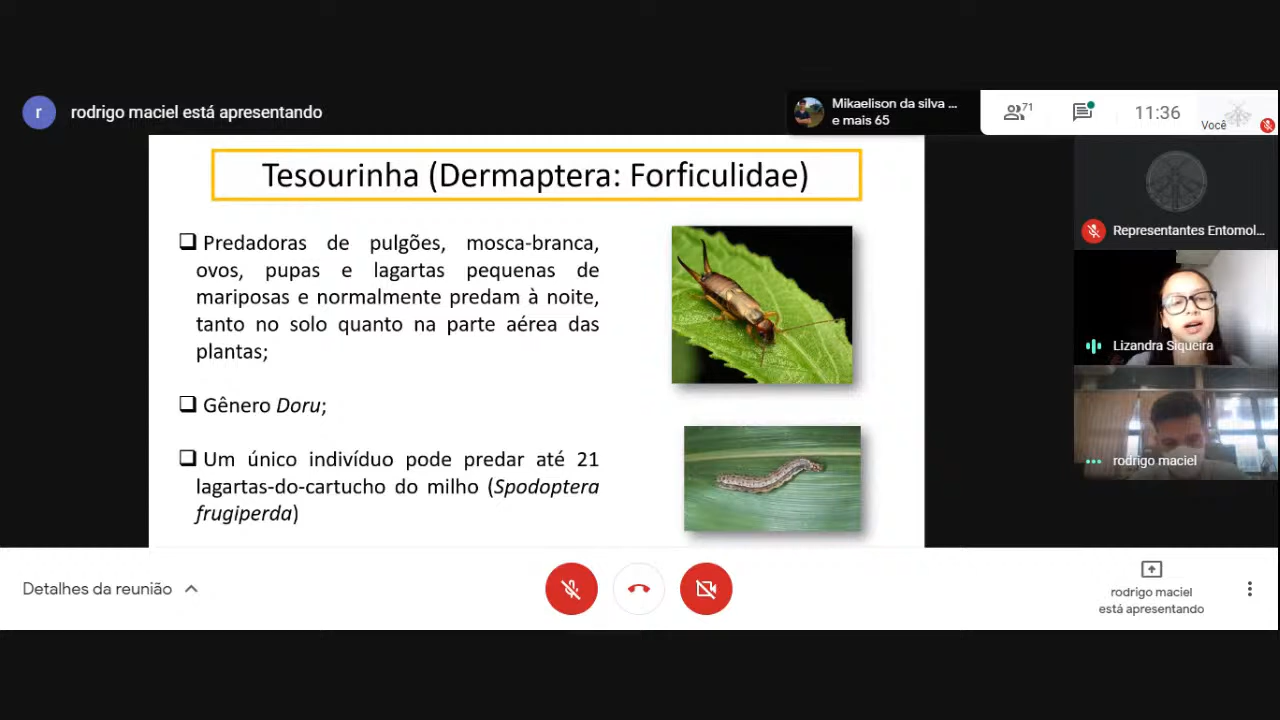 r
rodrigo maciel está apresentando
Mikaelison da silva ...
e mais 65
71
11:36
Você
Tesourinha (Dermaptera: Forficulidae)
Predadoras de pulgões, mosca-branca,
ovos, pupas e lagartas pequenas de
mariposas e normalmente predam à noite,
tanto no solo quanto na parte aérea das
plantas;
Gênero Doru;
Um único indivíduo pode predar até 21
lagartas-do-cartucho do milho (Spodoptera
frugiperda)
Representantes Entomol...
Lizandra Siqueira
rodrigo maciel
Detalhes da reunião
rodrigo maciel
está apresentando